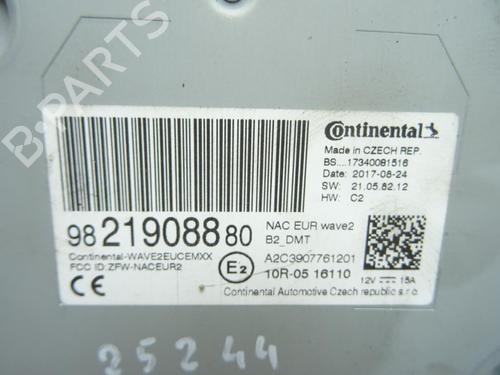 B-PARTS
Continental
Made in CZECH REP.
BS....17340081516
Date: 2017-08-24
SW: 21.05.82.12
HW: C2
98 219088 80
NAC EUR wave2
B2_DMT
Continental-WAVE2EUCEMXX
FCC ID:ZFW-NACEUR2
E2
A2C3907761201
10R-05 16110
12V 15A
CE
Continental Automotive Czech republic s.r.o.
25244